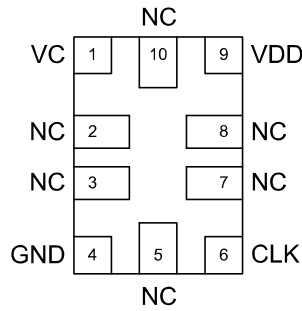 NC
VC 1 10 9 VDD
NC 2 8 NC
NC 3 7 NC
GND 4 5 6 CLK
NC